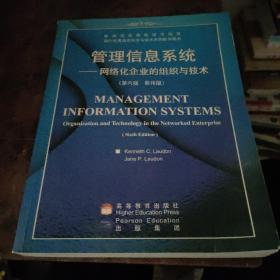 管理信息系统
——网络化企业的组织与技术
（第六版 影印版）
MANAGEMENT
INFORMATION SYSTEMS
Organization and Technology in the Networked Enterprise
( Sixth Edition )
Kenneth C. Laudon
Jane P. Laudon
高等教育出版社
Higher Education Press
Pearson Education
出版集团